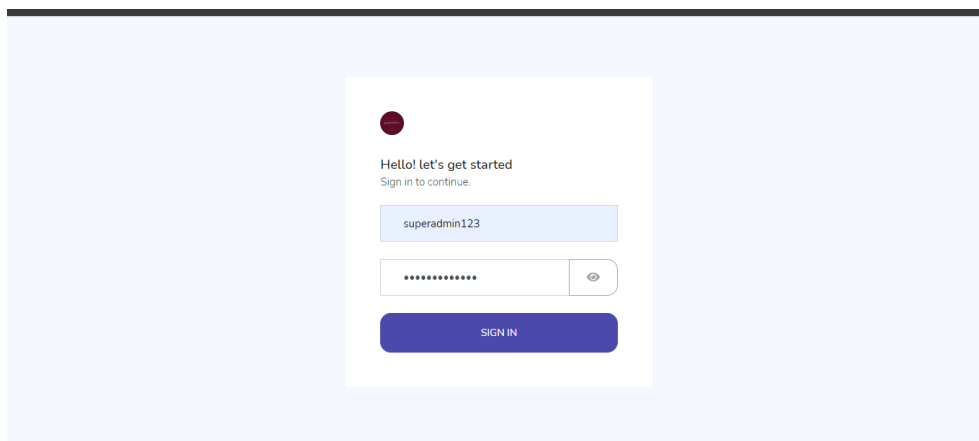 Hello! let's get started
Sign in to continue.
superadmin123
•••••••••••••
SIGN IN